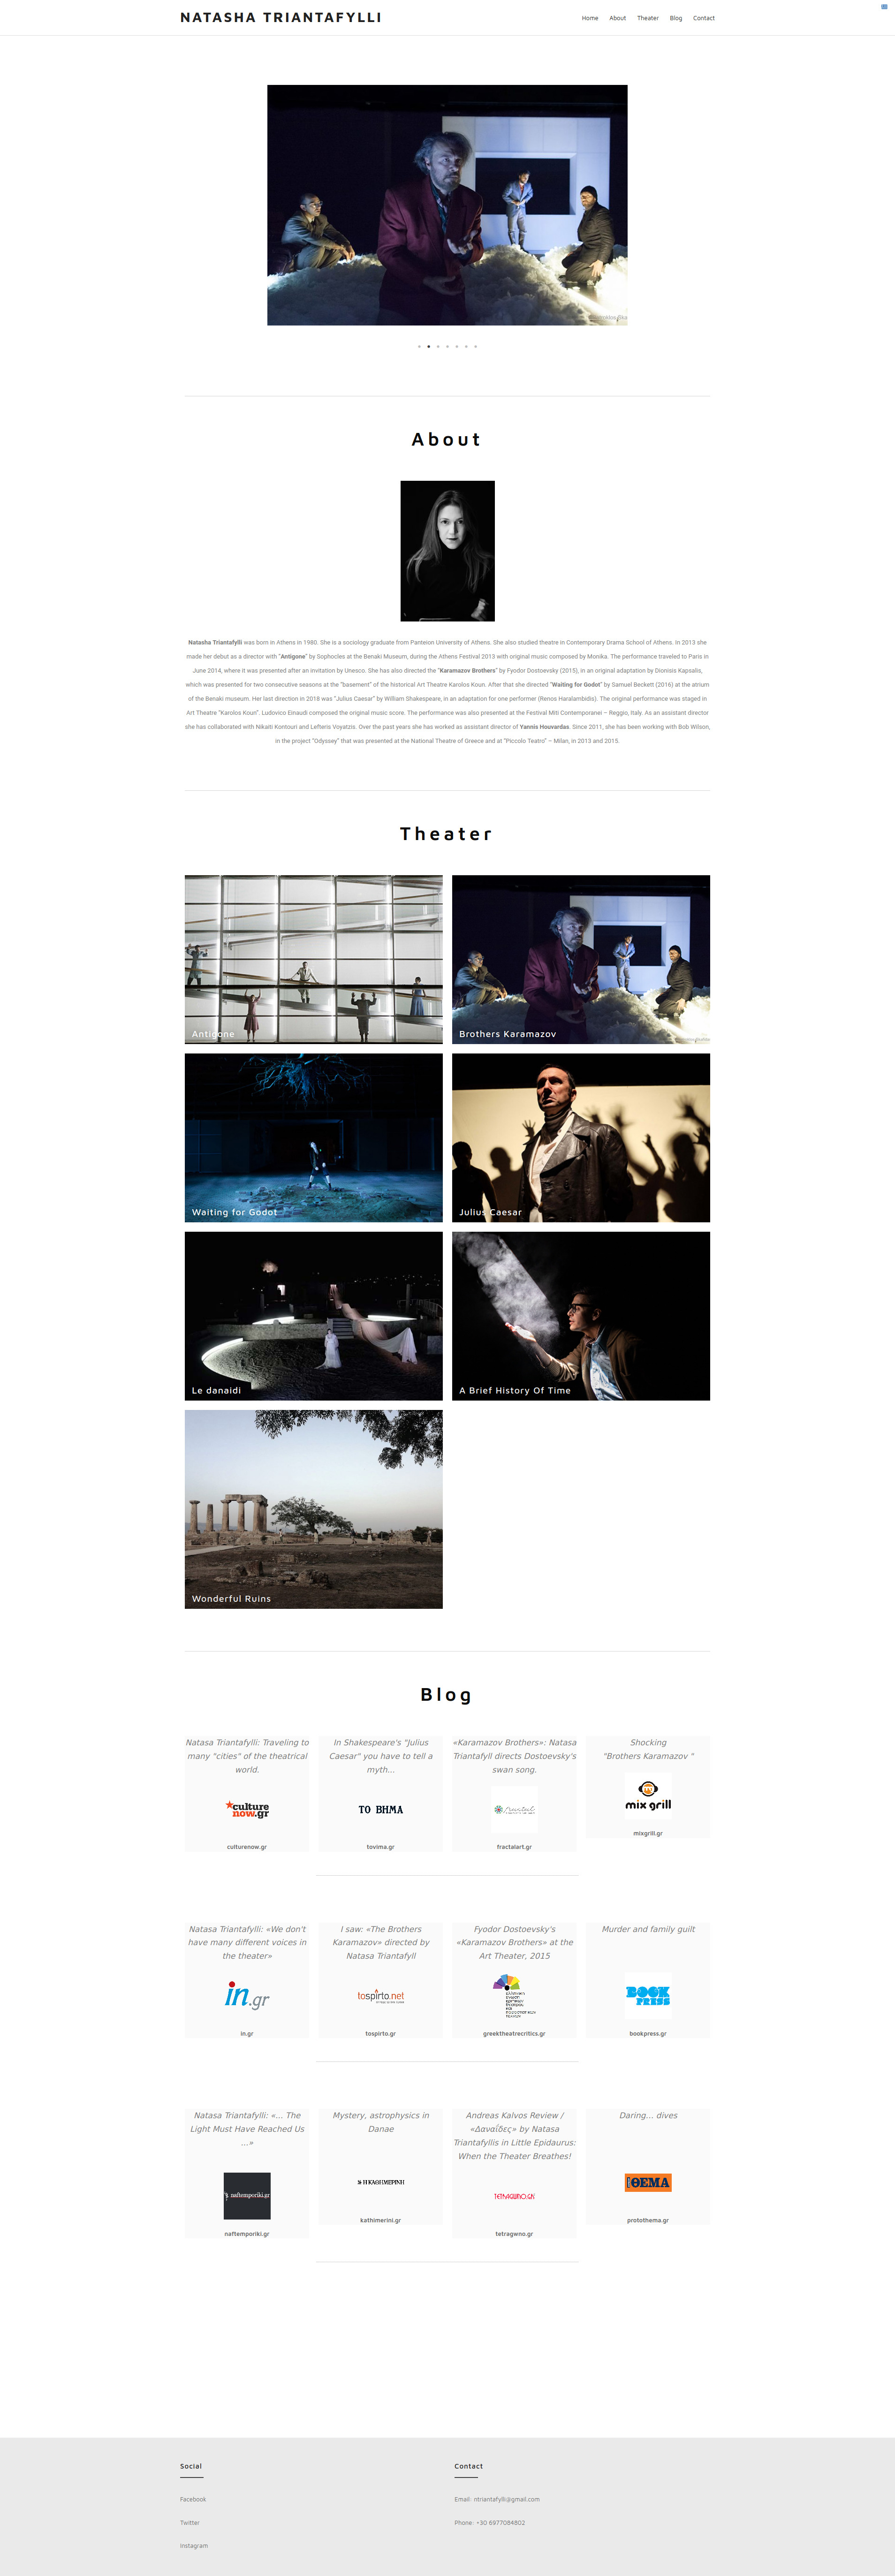 NATASHA TRIANTAFYLLI
Home About Theater Blog Contact
About
Natasha Triantafylli was born in Athens in 1980. She is a sociology graduate from Panteion University of Athens. She also studied theatre in Contemporary Drama School of Athens. In 2013 she
made her debut as a director with "Antigone" by Sophocles at the Benaki Museum, during the Athens Festival 2013 with original music composed by Monika. The performance traveled to Paris in
June 2014, where it was presented after an invitation by Unesco. She has also directed the "Karamazov Brothers" by Fyodor Dostoevsky (2015), in an original adaptation by Dionisis Kapsalis,
which was presented for two consecutive seasons at the "basement" of the historical Art Theatre Karolos Koun. After that she directed "Waiting for Godot" by Samuel Beckett (2016) at the atrium
of the Benaki museum. Her last direction in 2018 was "Julius Caesar" by William Shakespeare, in an adaptation for one performer (Renos Haralambidis). The original performance was staged in
Art Theatre "Karolos Koun". Ludovico Einaudi composed the original music score. The performance was also presented at the Festival Miti Contemporanei – Reggio, Italy. As an assistant director
she has collaborated with Nikaiti Kontouri and Lefteris Voyatzis. Over the past years she has worked as assistant director of Yannis Houvardas. Since 2011, she has been working with Bob Wilson,
in the project "Odyssey" that was presented at the National Theatre of Greece and at "Piccolo Teatro" – Milan, in 2013 and 2015.
Theater
Antigone
Brothers Karamazov
Waiting for Godot
Julius Caesar
Le danaidi
A Brief History Of Time
Wonderful Ruins
Blog
Natasa Triantafylli: Traveling to
many "cities" of the theatrical
world.
culture
now.gr
culturenow.gr
In Shakespeare's "Julius
Caesar" you have to tell a
myth...
ΤΟ ΒΗΜΑ
tovima.gr
«Karamazov Brothers»: Natasa
Triantafyll directs Dostoevsky's
swan song.
fractalart.gr
Shocking
"Brothers Karamazov "
mix grill
mixgrill.gr
Natasa Triantafylli: «We don't
have many different voices in
the theater»
in.gr
in.gr
I saw: «The Brothers
Karamazov» directed by
Natasa Triantafyll
tospirto.net
tospirto.gr
Fyodor Dostoevsky's
«Karamazov Brothers» at the
Art Theater, 2015
greektheatrecritics.gr
Murder and family guilt
BOOK
PRESS
bookpress.gr
Natasa Triantafylli: «... The
Light Must Have Reached Us
...»
naftemporiki.gr
naftemporiki.gr
Mystery, astrophysics in
Danae
Η ΚΑΘΗΜΕΡΙΝΗ
kathimerini.gr
Andreas Kalvos Review /
«Δαναΐδες» by Natasa
Triantafyllis in Little Epidaurus:
When the Theater Breathes!
tetragwno.gr
Daring... dives
ΘΕΜΑ
protothema.gr
Social
Facebook
Twitter
Instagram
Contact
Email: ntriantafylli@gmail.com
Phone: +30 6977084802